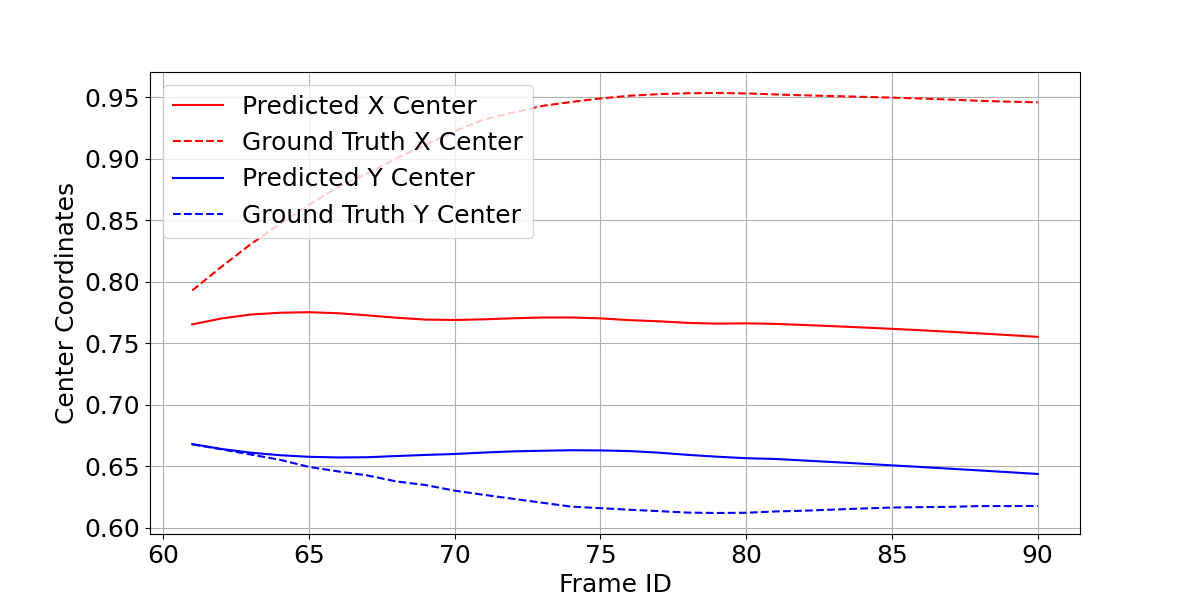 Predicted X Center
Ground Truth X Center
Predicted Y Center
Ground Truth Y Center
0.95
0.90
0.85
0.80
0.75
0.70
0.65
0.60
Center Coordinates
60 65 70 75 80 85 90
Frame ID